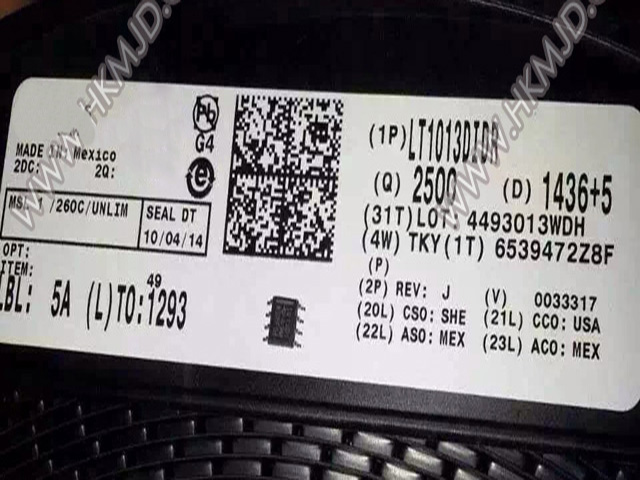 WWW.HKMJD.COM
WWW.HKMJD.COM
Pb
G4
e
MADE IN: Mexico
2DC: 2Q:
/260C/UNLIM
SEAL DT
10/04/14
OPT:
ITEM:
LBL: 5A (L)TO:1293
49
(1P) LT1013DIDR
(Q) 2500 (D) 1436+5
(31T)LOT: 4493013WDH
(4W) TKY(1T) 6539472Z8F
(P)
(2P) REV: J (V) 0033317
(20L) CSO: SHE (21L) CCO: USA
(22L) ASO: MEX (23L) ACO: MEX